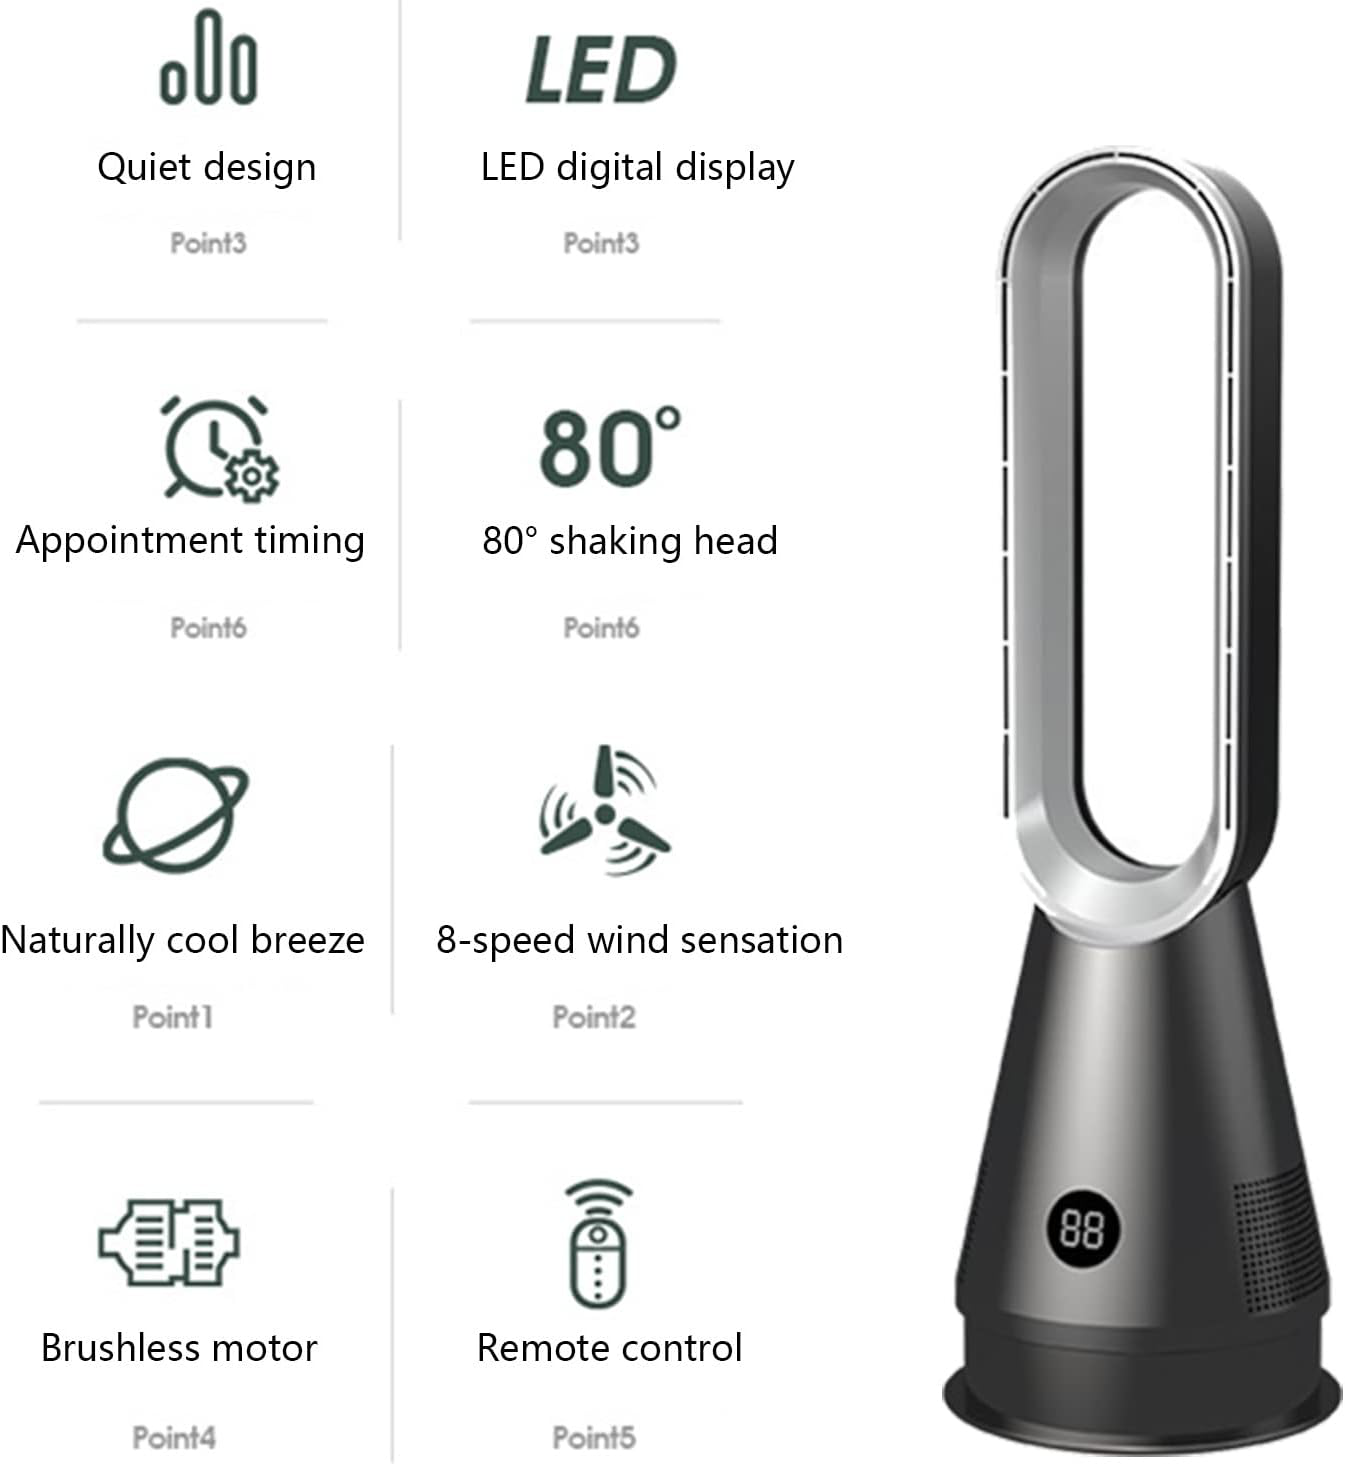 LED
Quiet design
LED digital display
Point3
Point3
80°
Appointment timing
80° shaking head
Point6
Point6
Naturally cool breeze
8-speed wind sensation
Point1
Point2
88
Brushless motor
Remote control
Point4
Point5